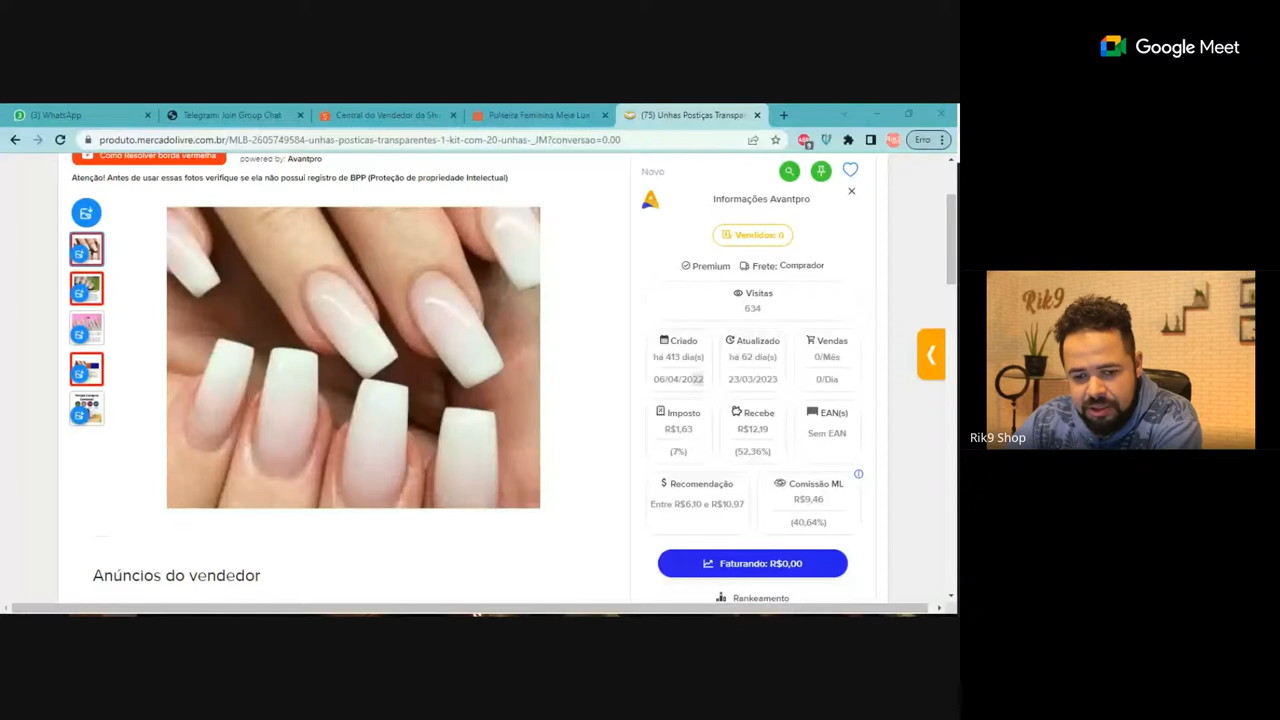 Google Meet
(3) WhatsApp
Telegram: Join Group Chat
Central do Vendedor da Sh
Pulseira Feminina Meia Lux
(75) Unhas Postiças Transpar
produto.mercadolivre.com.br/MLB-2605749584-unhas-posticas-transparentes-1-kit-com-20-unhas-_JM?conversao=0.00
Erro
Como Resolver borda vermelha
powered by: Avantpro
Atenção! Antes de usar essas fotos verifique se ela não possui registro de BPP (Proteção de propriedade Intelectual)
Novo
Informações Avantpro
Vendidos: 0
Premium Frete: Comprador
Visitas
634
Criado
há 413 dia(s)
06/04/2022
Atualizado
há 62 dia(s)
23/03/2023
Vendas
0/Mês
0/Dia
Imposto
R$1,63
(7%)
Recebe
R$12,19
(52,36%)
EAN(s)
Sem EAN
Recomendação
Entre R$6,10 e R$10,97
Comissão ML
R$9,46
(40,64%)
Faturando: R$0,00
Rankeamento
Anúncios do vendedor
Rik9
Rik9 Shop